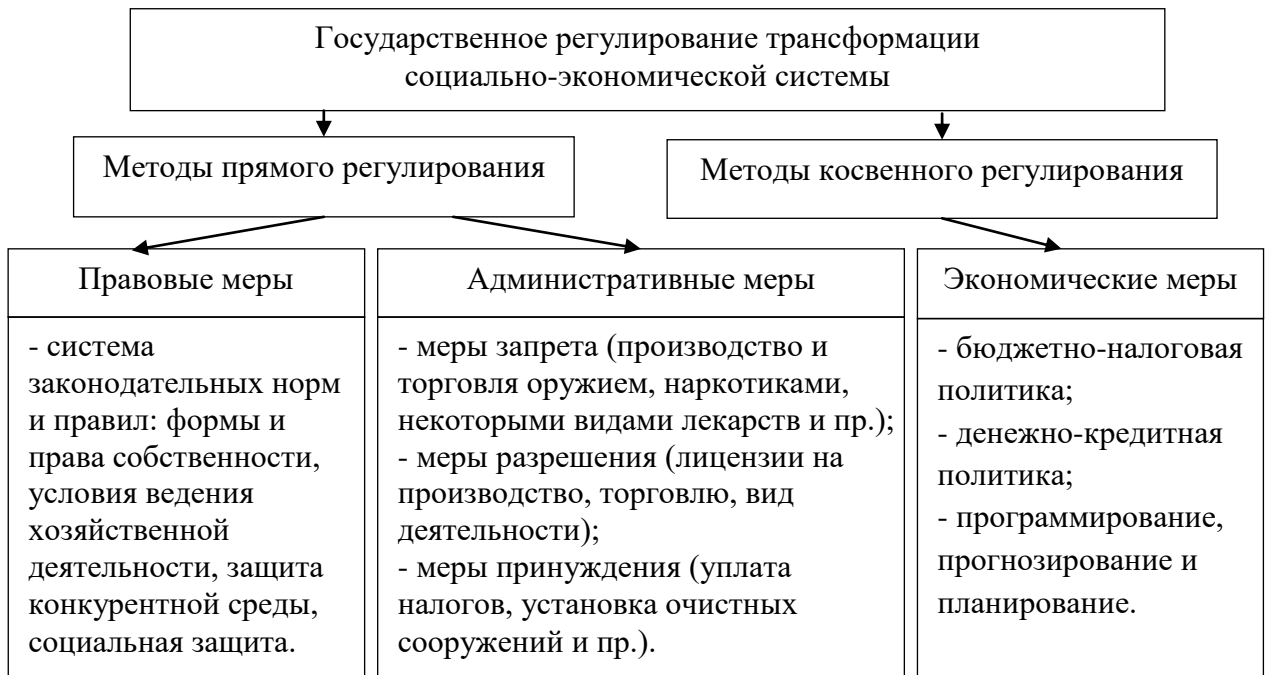 Государственное регулирование трансформации
социально-экономической системы
Методы прямого регулирования
Методы косвенного регулирования
Правовые меры
- система
законодательных норм
и правил: формы и
права собственности,
условия ведения
хозяйственной
деятельности, защита
конкурентной среды,
социальная защита.
Административные меры
- меры запрета (производство и
торговля оружием, наркотиками,
некоторыми видами лекарств и пр.);
- меры разрешения (лицензии на
производство, торговлю, вид
деятельности);
- меры принуждения (уплата
налогов, установка очистных
сооружений и пр.).
Экономические меры
- бюджетно-налоговая
политика;
- денежно-кредитная
политика;
- программирование,
прогнозирование и
планирование.